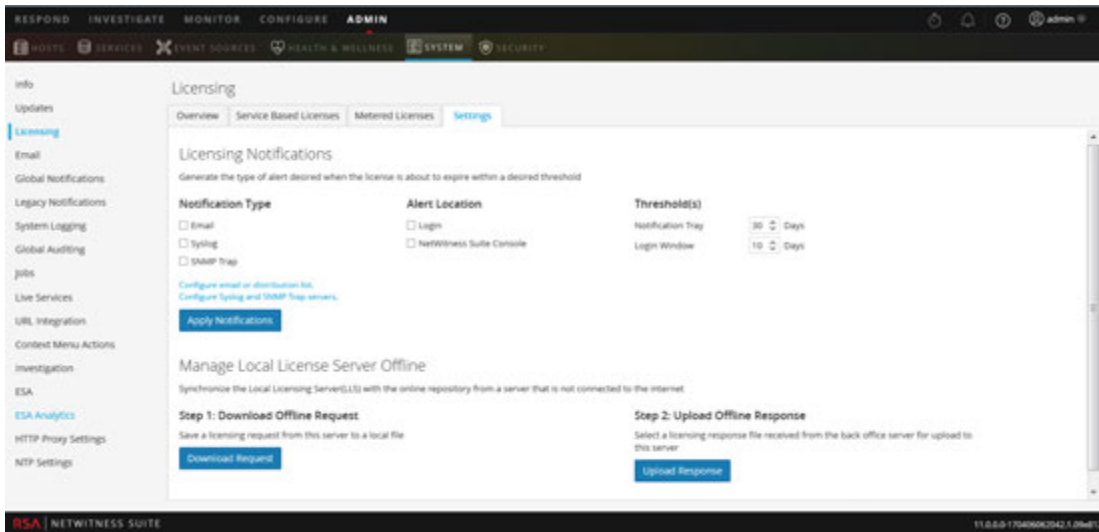 RESPOND INVESTIGATE MONITOR CONFIGURE ADMIN admin
HOSTS SERVICES EVENT SOURCES HEALTH & WELLNESS SYSTEM SECURITY
info
Updates
Licensing
Email
Global Notifications
Legacy Notifications
System Logging
Global Auditing
Jobs
Live Services
URL Integration
Context Menu Actions
Investigation
ESA
ESA Analytics
HTTP Proxy Settings
NTP Settings
Licensing
Overview Service Based Licenses Metered Licenses Settings
Licensing Notifications
Generate the type of alert desired when the license is about to expire within a desired threshold
Notification Type Alert Location Threshold(s)
Email Login Notification Tray 30 Days
Syslog NetWitness Suite Console Login Window 10 Days
SNMP Trap
Configure email or distribution list.
Configure Syslog and SNMP Trap servers.
Apply Notifications
Manage Local License Server Offline
Synchronize the Local Licensing Server(LLS) with the online repository from a server that is not connected to the internet
Step 1: Download Offline Request
Save a licensing request from this server to a local file
Download Request
Step 2: Upload Offline Response
Select a licensing response file received from the back office server for upload to
this server
Upload Response
RSA NETWITNESS SUITE